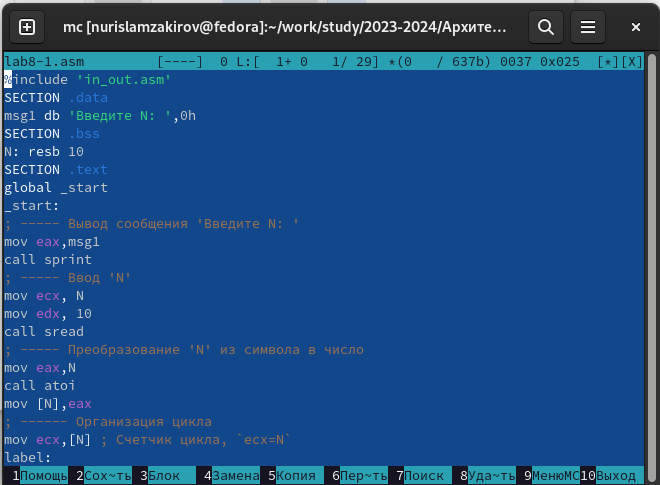 mc [nurislamzakirov@fedora]:~/work/study/2023-2024/Архите...
lab8-1.asm [----] 0 L:[ 1+ 0 1/ 29] *(0 / 637b) 0037 0x025 [*][X]
%include 'in_out.asm'
SECTION .data
msg1 db 'Введите N: ',0h
SECTION .bss
N: resb 10
SECTION .text
global _start
_start:
; ----- Вывод сообщения 'Введите N: '
mov eax,msg1
call sprint
; ----- Ввод 'N'
mov ecx, N
mov edx, 10
call sread
; ----- Преобразование 'N' из символа в число
mov eax,N
call atoi
mov [N],eax
; ------ Организация цикла
mov ecx,[N] ; Счетчик цикла, `ecx=N`
label:
1Помощь 2Сох~ть 3Блок 4Замена 5Копия 6Пер~ть 7Поиск 8Уда~ть 9МенюMC 10Выход